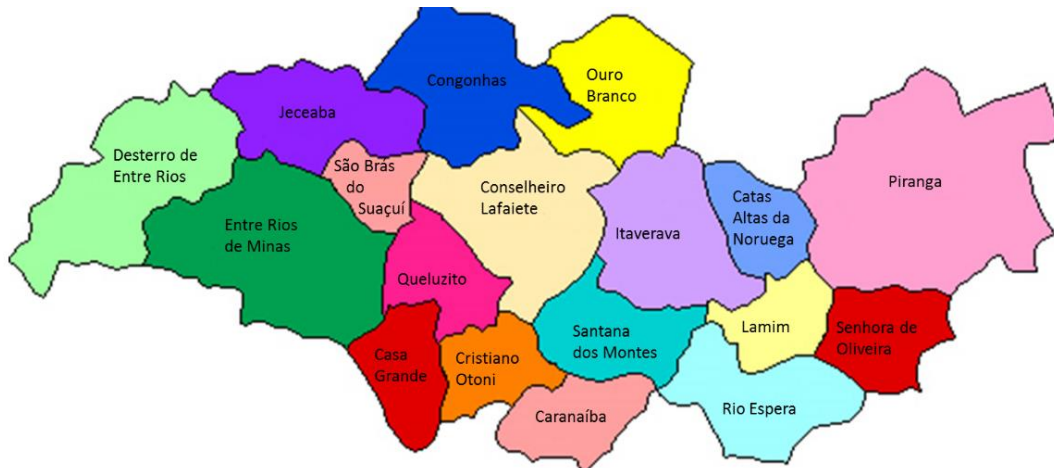 Congonhas
Ouro
Branco
Jeceaba
Desterro de
Entre Rios
São Brás
do
Suaçuí
Conselheiro
Lafaiete
Catas
Altas da
Noruega
Piranga
Entre Rios
de Minas
Itaverava
Queluzito
Santana
dos Montes
Lamim
Senhora de
Oliveira
Casa
Grande
Cristiano
Otoni
Caranaíba
Rio Espera